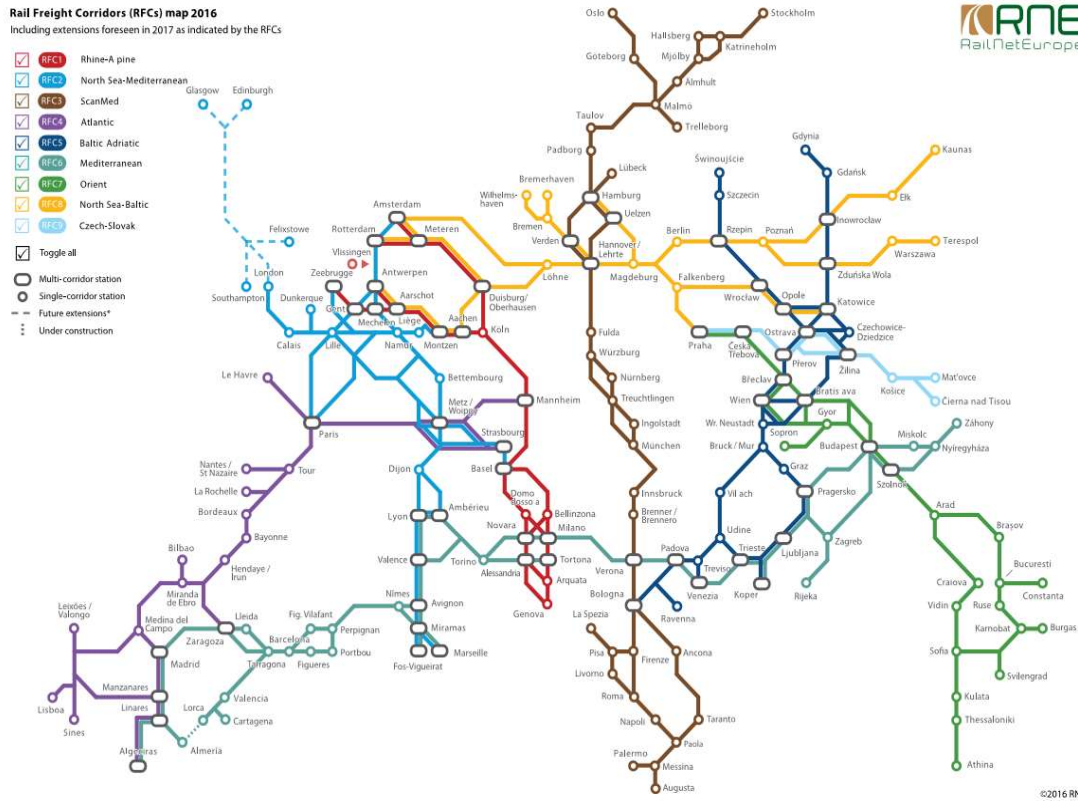 Rail Freight Corridors (RFCs) map 2016
Including extensions foreseen in 2017 as indicated by the RFCs
RNE
RailNetEurope
RFC1 Rhine-A pine
RFC2 North Sea-Mediterranean
RFC3 ScanMed
RFC4 Atlantic
RFC5 Baltic Adriatic
RFC6 Mediterranean
RFC7 Orient
RFC8 North Sea-Baltic
RFC9 Czech-Slovak
Toggle all
Multi-corridor station
Single-corridor station
Future extensions*
Under construction
Glasgow
Edinburgh
Felixstowe
London
Southampton
Dunkerque
Calais
Lille
Oslo
Stockholm
Hallsberg
Katrineholm
Göteborg
Mjölby
Älmhult
Malmö
Taulov
Trelleborg
Padborg
Lübeck
Bremerhaven
Wilhelms-
haven
Hamburg
Bremen
Uelzen
Verden
Hannover/
Lehrte
Amsterdam
Rotterdam
Meteren
Vlissingen
Zeebrugge
Antwerpen
Gent
Mechelen
Aarschot
Liège
Aachen
Namur
Montzen
Duisburg/
Oberhausen
Köln
Löhne
Magdeburg
Berlin
Falkenberg
Gdynia
Gdańsk
Świnoujście
Szczecin
Kaunas
Ełk
Inowrocław
Rzepin
Poznań
Terespol
Warszawa
Zduńska Wola
Wrocław
Opole
Katowice
Czechowice-
Dziedzice
Ostrava
Praha
Česká
Třebová
Přerov
Žilina
Košice
Mat'ovce
Čierna nad Tisou
Břeclav
Wien
Bratis ava
Wr. Neustadt
Sopron
Gyor
Bruck / Mur
Budapest
Miskolc
Záhony
Nyíregyháza
Szolnok
Graz
Pragersko
Vil ach
Udine
Trieste
Ljubljana
Zagreb
Koper
Rijeka
Arad
Brașov
Bucuresti
Constanta
Craiova
Vidin
Ruse
Karnobat
Burgas
Sofia
Svilengrad
Kulata
Thessaloniki
Athina
Fulda
Würzburg
Nürnberg
Treuchtlingen
Ingolstadt
München
Innsbruck
Brenner /
Brennero
Verona
Padova
Treviso
Venezia
Bologna
Ravenna
La Spezia
Pisa
Firenze
Ancona
Livorno
Roma
Napoli
Taranto
Paola
Palermo
Messina
Augusta
Le Havre
Bettembourg
Metz /
Woippy
Mannheim
Strasbourg
Paris
Basel
Dijon
Nantes /
St Nazaire
Tour
La Rochelle
Bordeaux
Bayonne
Hendaye /
Irun
Bilbao
Miranda
de Ebro
Lyon
Ambérieu
Valence
Torino
Domo
dosso a
Bellinzona
Novara
Milano
Alessandria
Tortona
Arquata
Genova
Nîmes
Avignon
Miramas
Fos-Vigueirat
Marseille
Leixões /
Valongo
Medina del
Campo
Zaragoza
Lleida
Barcelona
Fig. Vilafant
Perpignan
Figueres
Portbou
Tarragona
Madrid
Manzanares
Linares
Lorca
Valencia
Cartagena
Almeria
Algeciras
Lisboa
Sines
©2016 RN